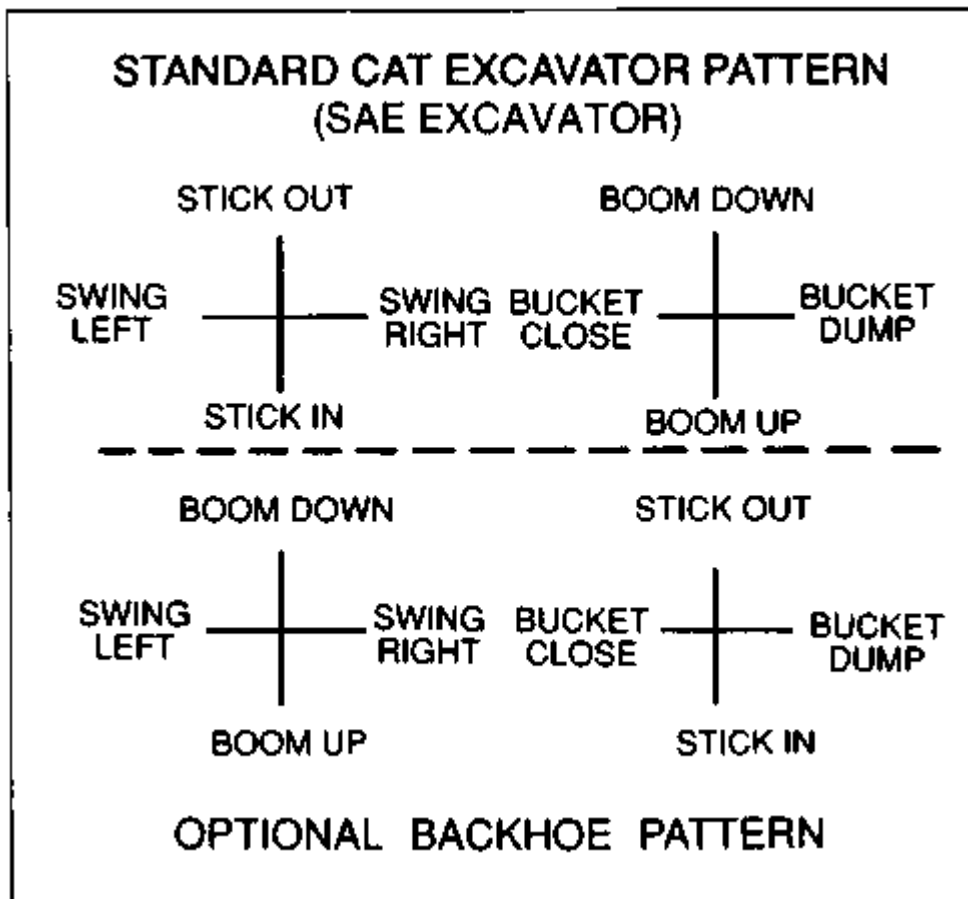 STANDARD CAT EXCAVATOR PATTERN
(SAE EXCAVATOR)
STICK OUT
BOOM DOWN
SWING
LEFT
SWING
RIGHT
BUCKET
CLOSE
BUCKET
DUMP
STICK IN
BOOM UP
BOOM DOWN
STICK OUT
SWING
LEFT
SWING
RIGHT
BUCKET
CLOSE
BUCKET
DUMP
BOOM UP
STICK IN
OPTIONAL BACKHOE PATTERN